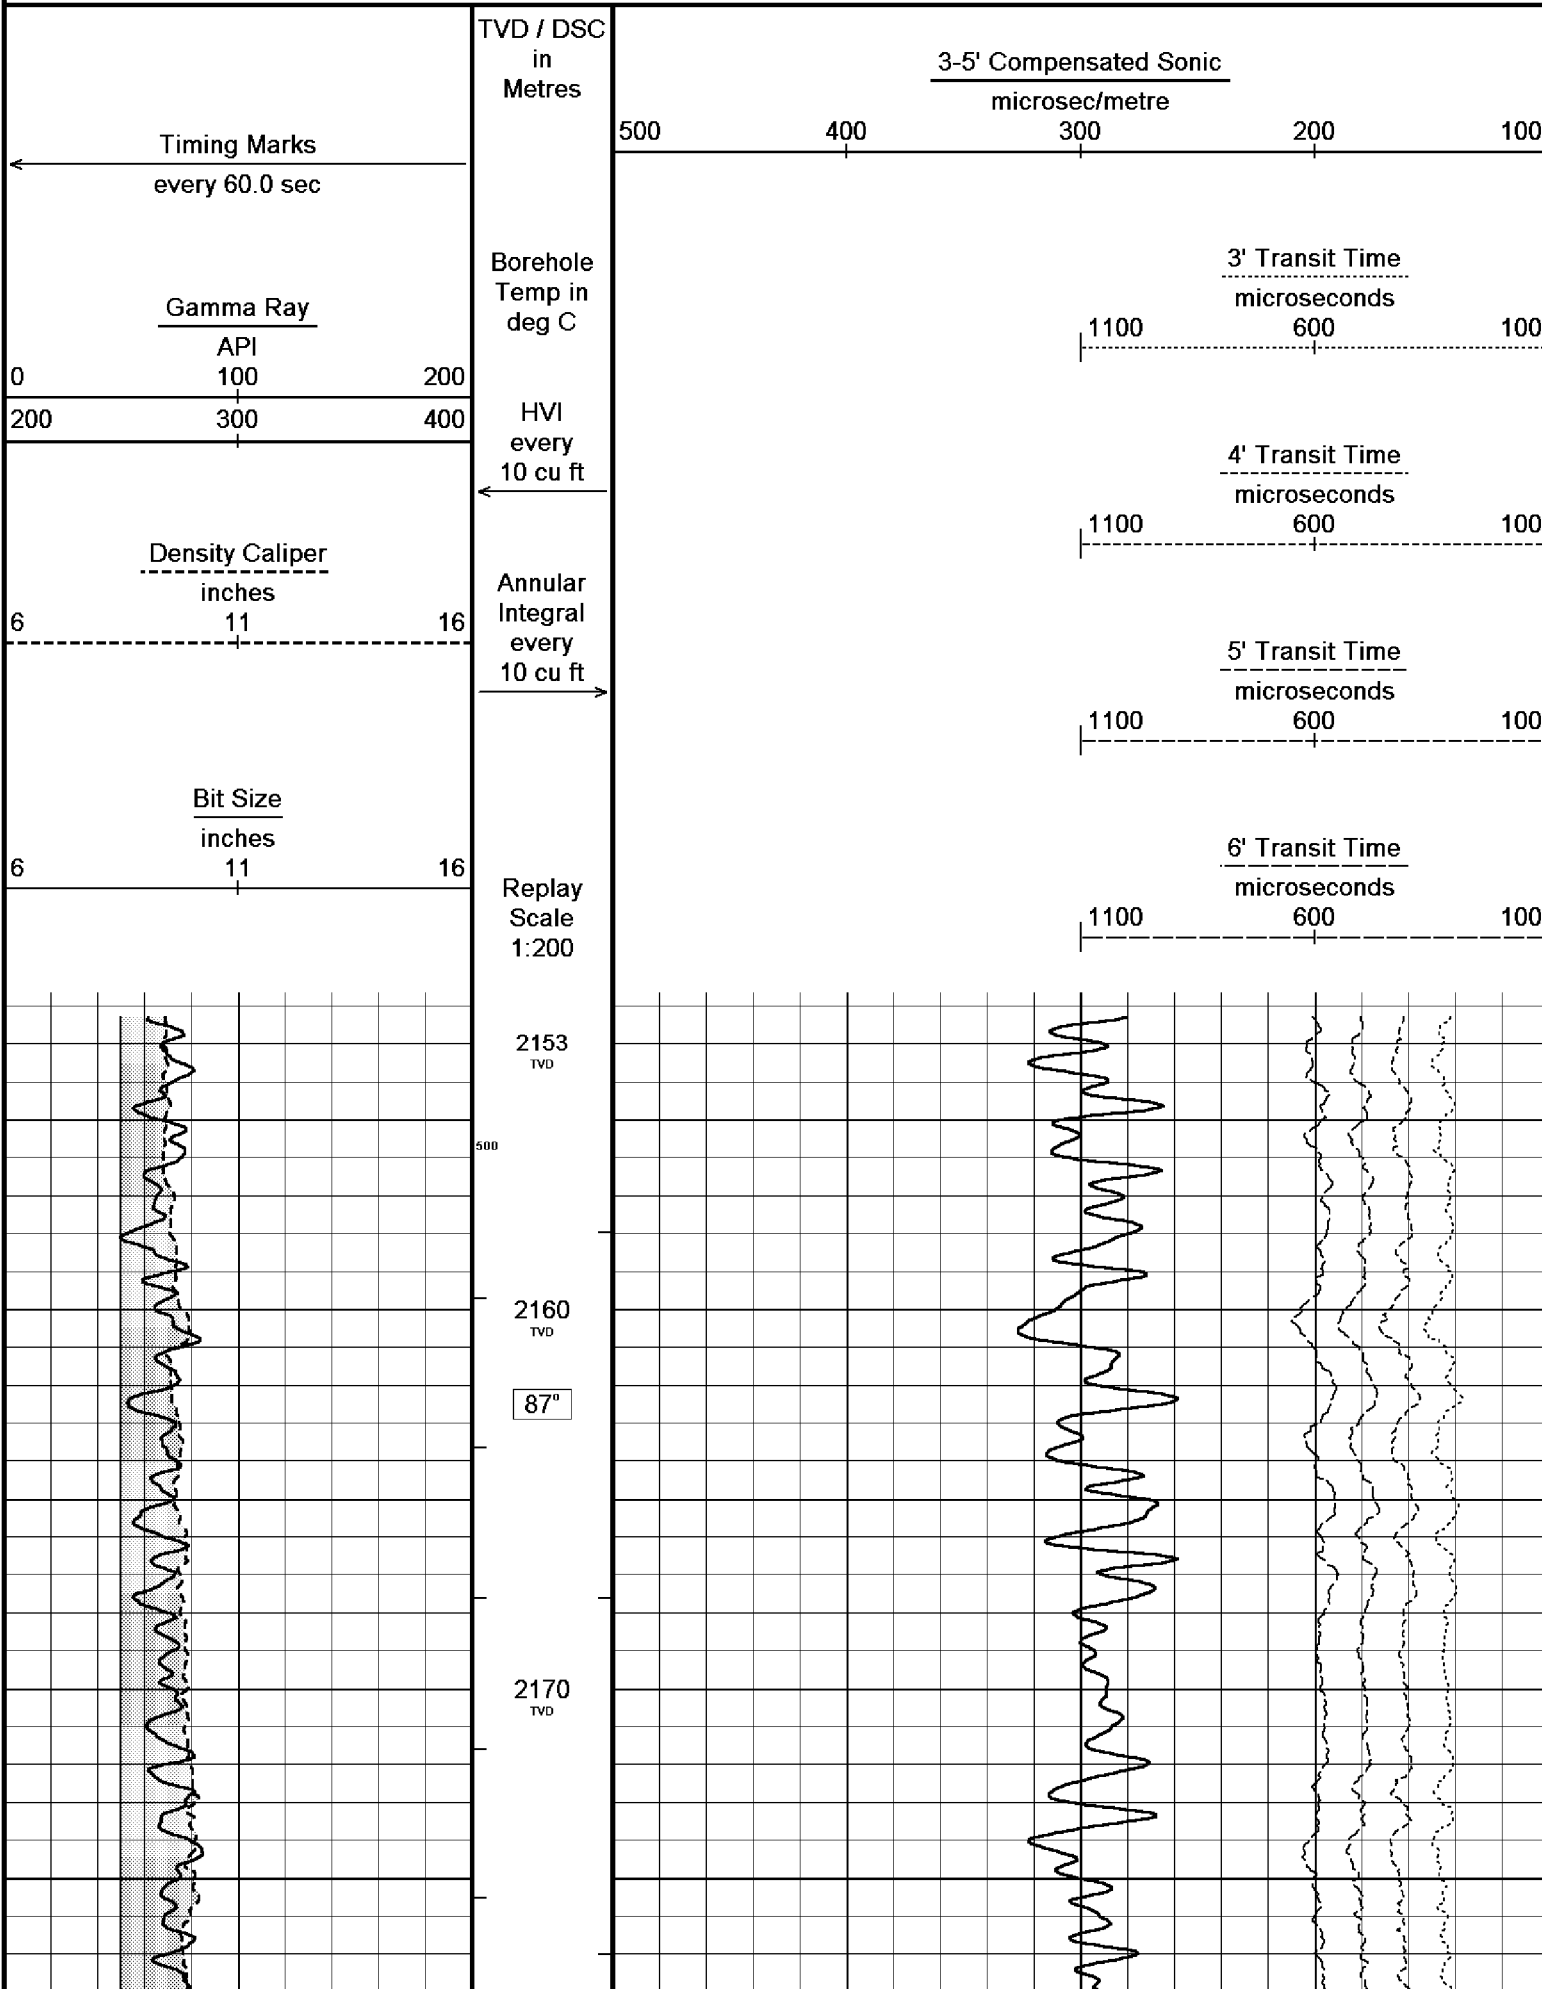 Timing Marks
every 60.0 sec
Gamma Ray
API
0 100 200
200 300 400
Density Caliper
inches
6 11 16
Bit Size
inches
6 11 16
TVD / DSC
in
Metres
Borehole
Temp in
deg C
HVI
every
10 cu ft
Annular
Integral
every
10 cu ft
Replay
Scale
1:200
3-5' Compensated Sonic
microsec/metre
500 400 300 200 100
3' Transit Time
microseconds
1100 600 100
4' Transit Time
microseconds
1100 600 100
5' Transit Time
microseconds
1100 600 100
6' Transit Time
microseconds
1100 600 100
2153
TVD
500
2160
TVD
87°
2170
TVD